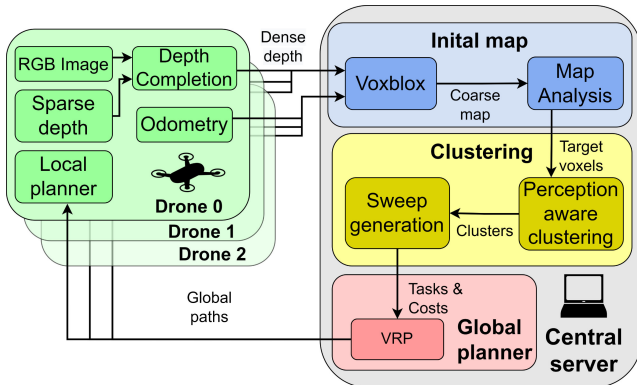 RGB Image
Depth
Completion
Sparse
depth
Odometry
Local
planner
Drone 0
Drone 1
Drone 2
Dense
depth
Inital map
Voxblox
Coarse
map
Map
Analysis
Target
voxels
Clustering
Sweep
generation
Clusters
Perception
aware
clustering
Tasks &
Costs
VRP
Global
planner
Global
paths
Central
server